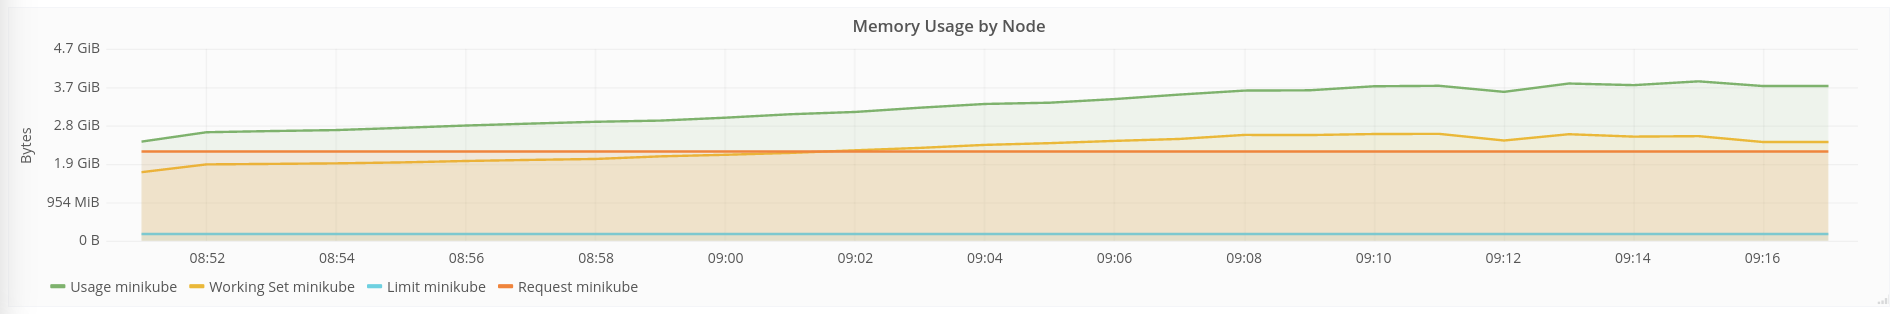 Memory Usage by Node
Bytes
4.7 GiB
3.7 GiB
2.8 GiB
1.9 GiB
954 MiB
0 B
08:52 08:54 08:56 08:58 09:00 09:02 09:04 09:06 09:08 09:10 09:12 09:14 09:16
Usage minikube Working Set minikube Limit minikube Request minikube